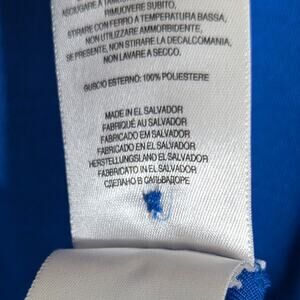 ASCIUGARE A TAMBURO
RIMUOVERE SUBITO,
STIRARE CON FERRO A TEMPERATURA BASSA,
NON UTILIZZARE AMMORBIDENTE,
SE PRESENTE, NON STIRARE LA DECALCOMANIA,
NON LAVARE A SECCO.
GUSCIO ESTERNO: 100% POLIESTERE
MADE IN EL SALVADOR
FABRIQUÉ AU SALVADOR
FABRICADO EM SALVADOR
FABRICADO EN EL SALVADOR
HERSTELLUNGSLAND EL SALVADOR
FABBRICATO IN EL SALVADOR
СДЕЛАНО В САЛЬВАДОРЕ